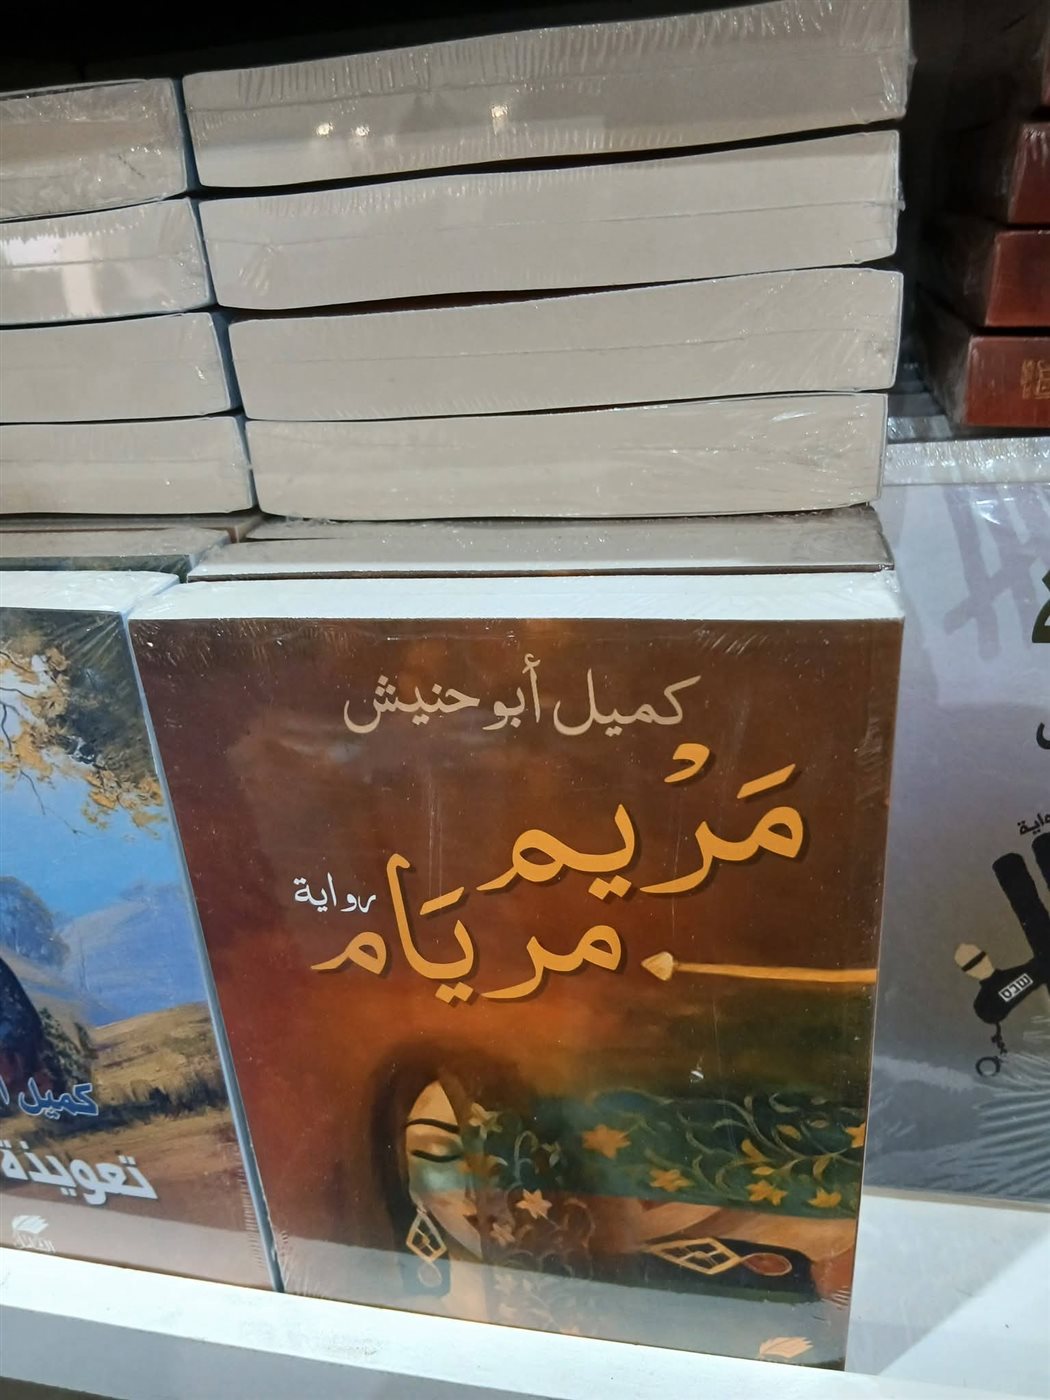 كميل أبو حنيش
مَرْيم
مريَام
رواية
كميل
تعويذة